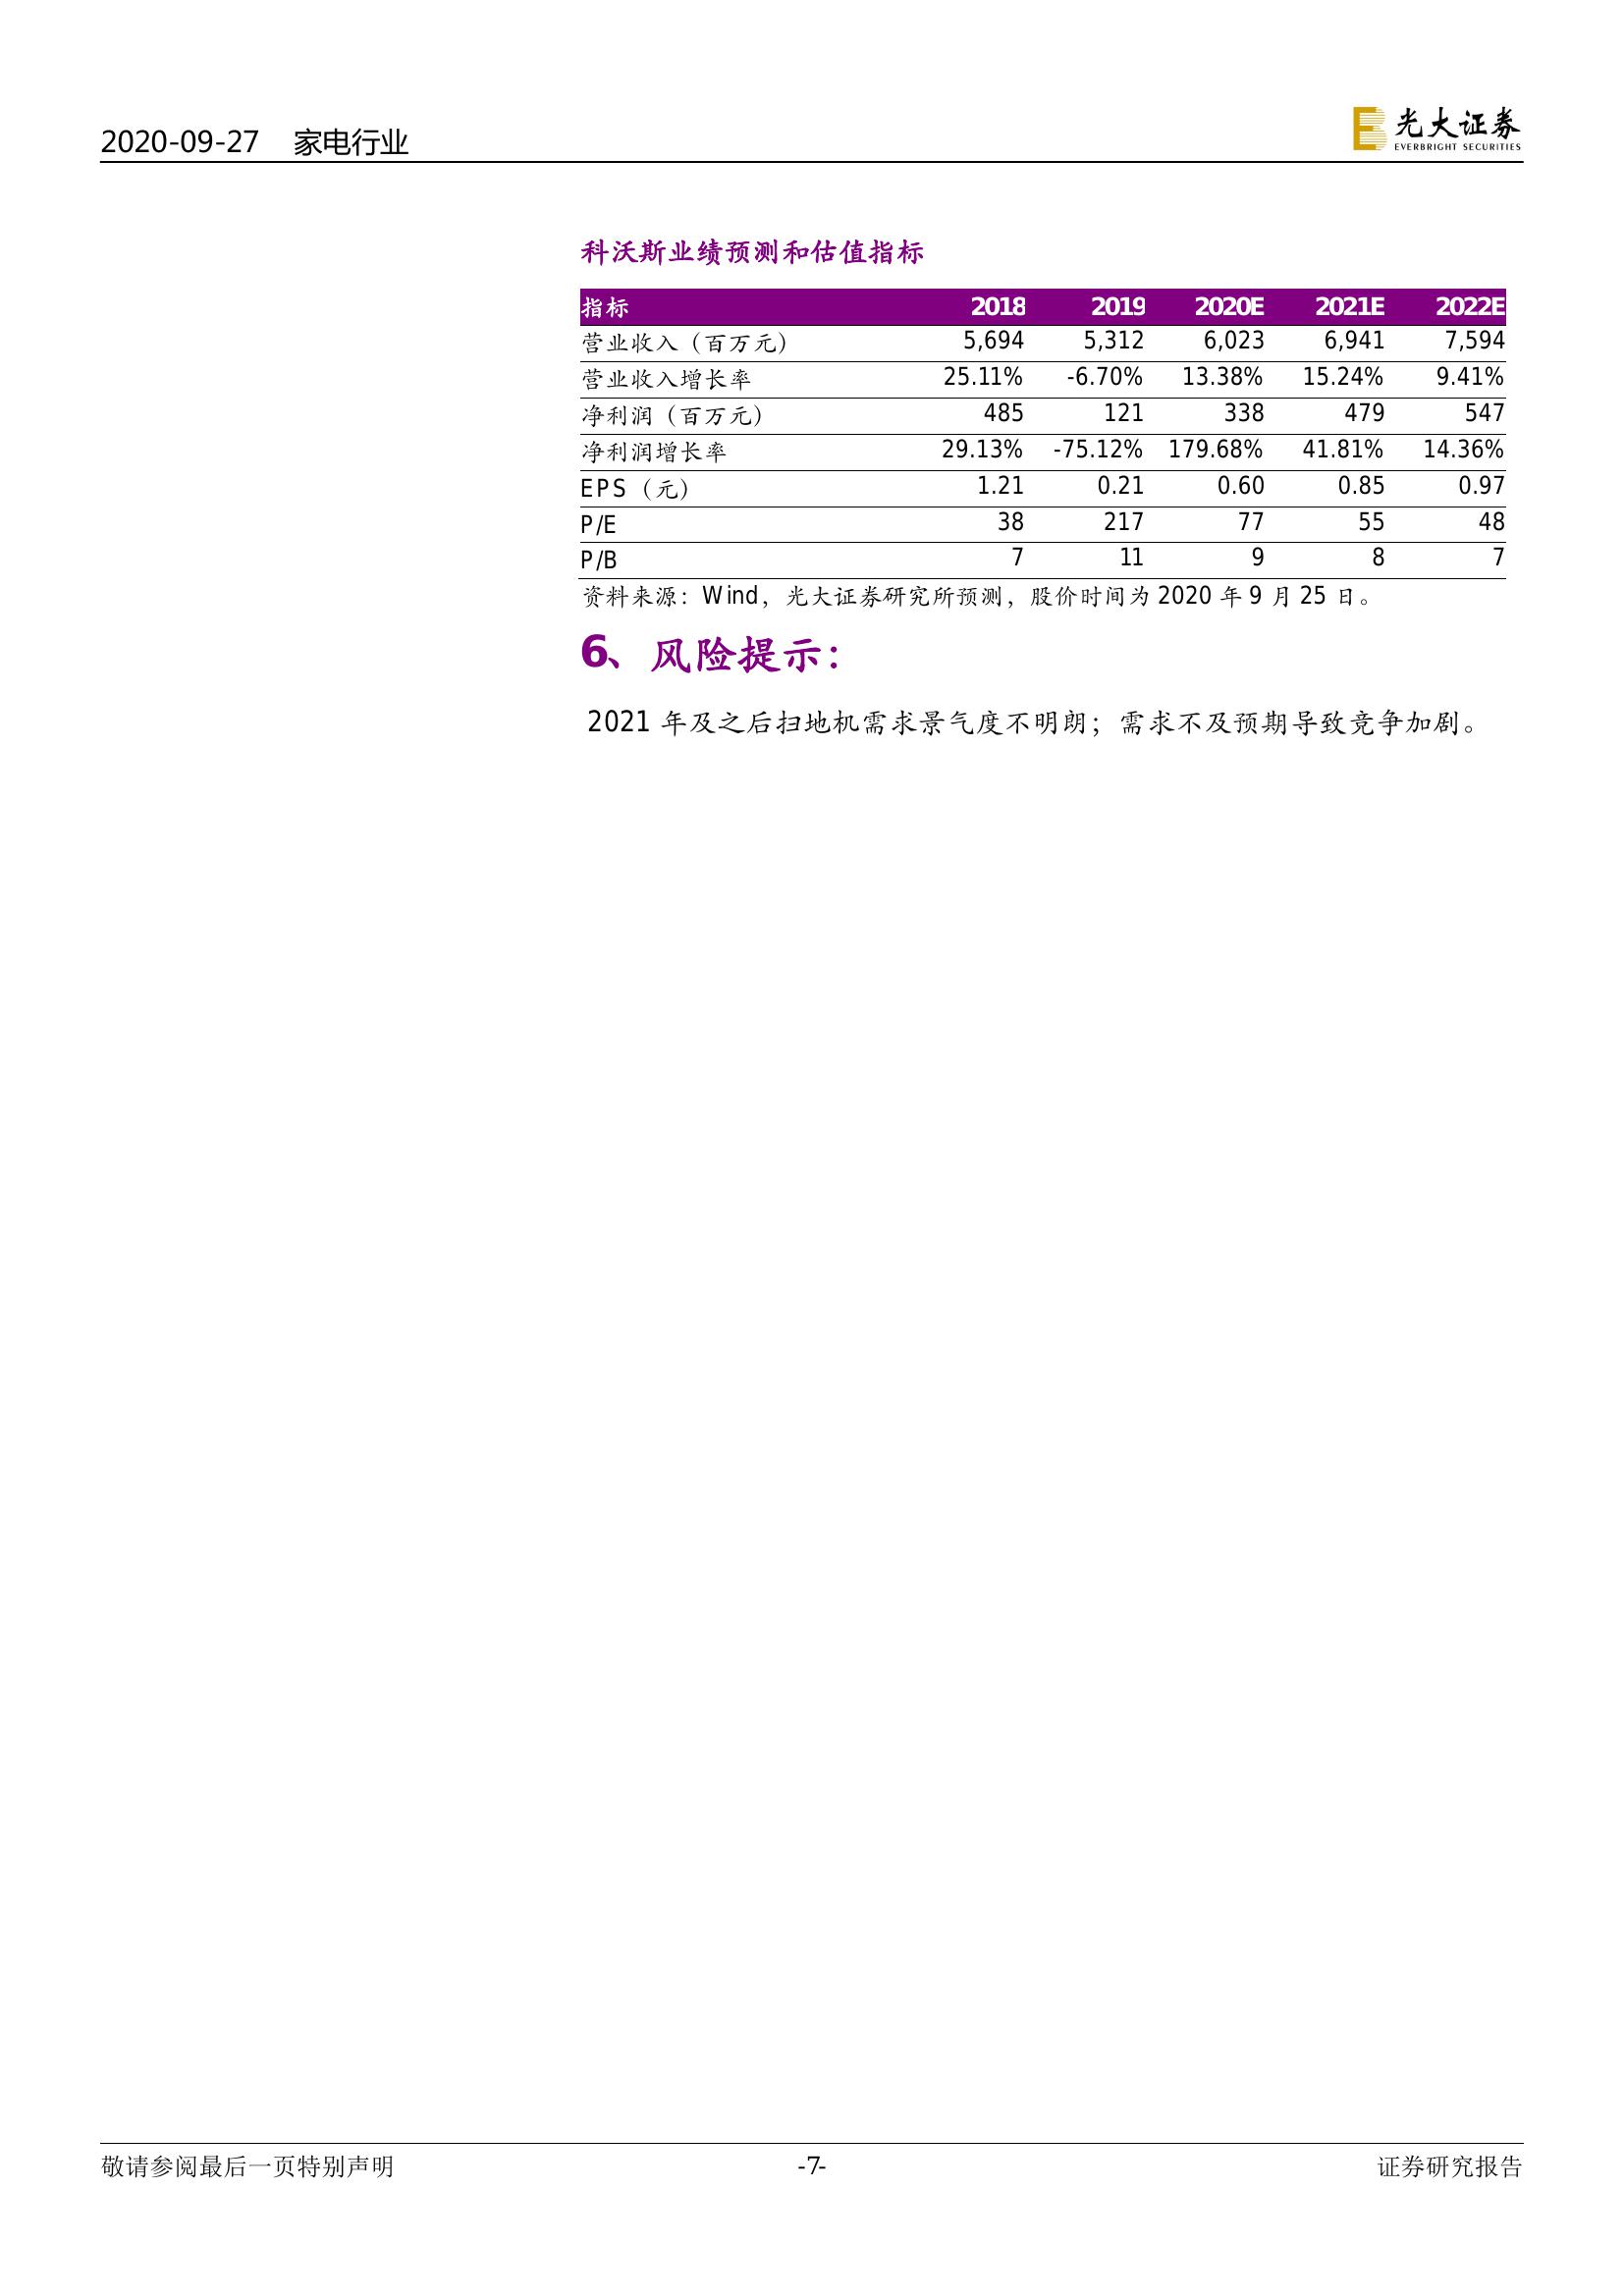 2020-09-27 家电行业
光大证券
EVERBRIGHT SECURITIES
科沃斯业绩预测和估值指标
指标 2018 2019 2020E 2021E 2022E
营业收入（百万元） 5,694 5,312 6,023 6,941 7,594
营业收入增长率 25.11% -6.70% 13.38% 15.24% 9.41%
净利润（百万元） 485 121 338 479 547
净利润增长率 29.13% -75.12% 179.68% 41.81% 14.36%
EPS（元） 1.21 0.21 0.60 0.85 0.97
P/E 38 217 77 55 48
P/B 7 11 9 8 7
资料来源：Wind，光大证券研究所预测，股价时间为 2020 年 9 月 25 日。
6、风险提示：
2021 年及之后扫地机需求景气度不明朗；需求不及预期导致竞争加剧。
敬请参阅最后一页特别声明 -7- 证券研究报告